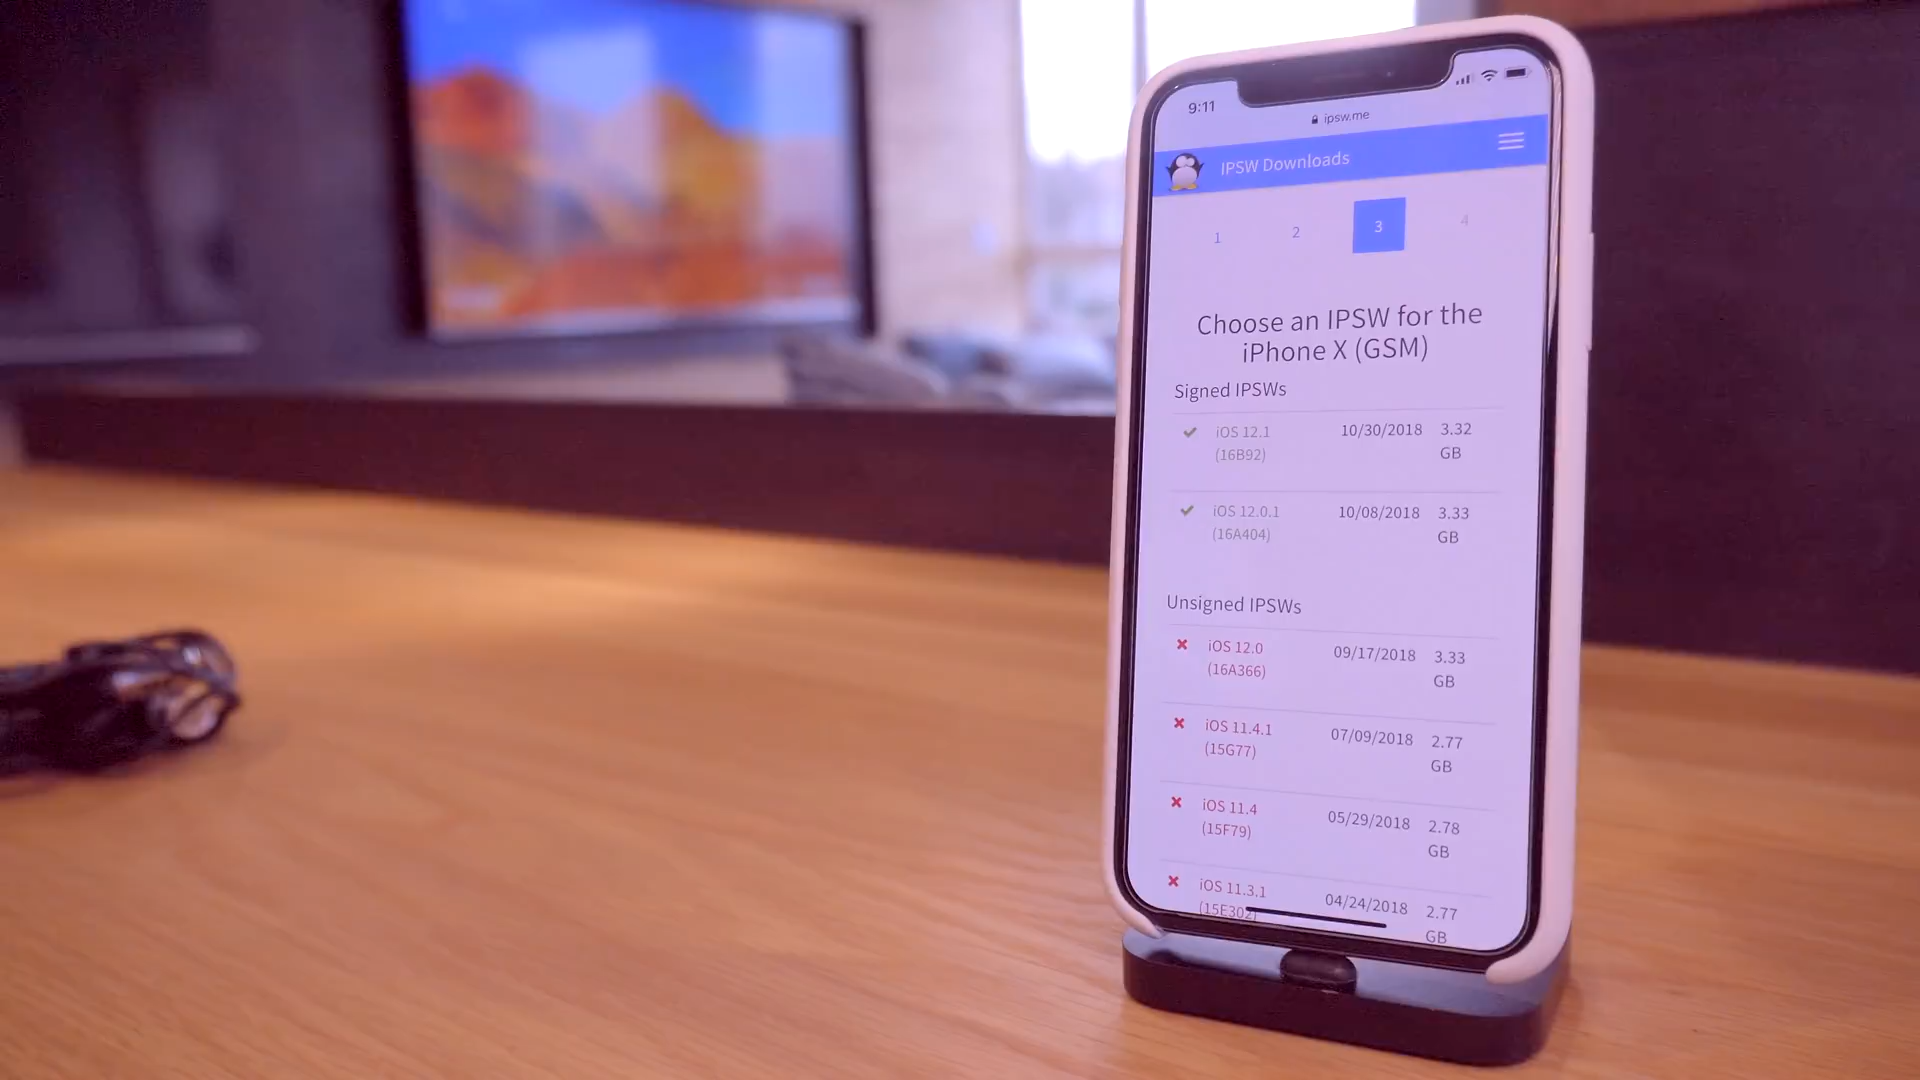 9:11
ipsw.me
IPSW Downloads
1 2 3 4
Choose an IPSW for the
iPhone X (GSM)
Signed IPSWs
iOS 12.1 10/30/2018 3.32
(16B92) GB
iOS 12.0.1 10/08/2018 3.33
(16A404) GB
Unsigned IPSWs
iOS 12.0 09/17/2018 3.33
(16A366) GB
iOS 11.4.1 07/09/2018 2.77
(15G77) GB
iOS 11.4 05/29/2018 2.78
(15F79) GB
iOS 11.3.1 04/24/2018 2.77
(15E302) GB